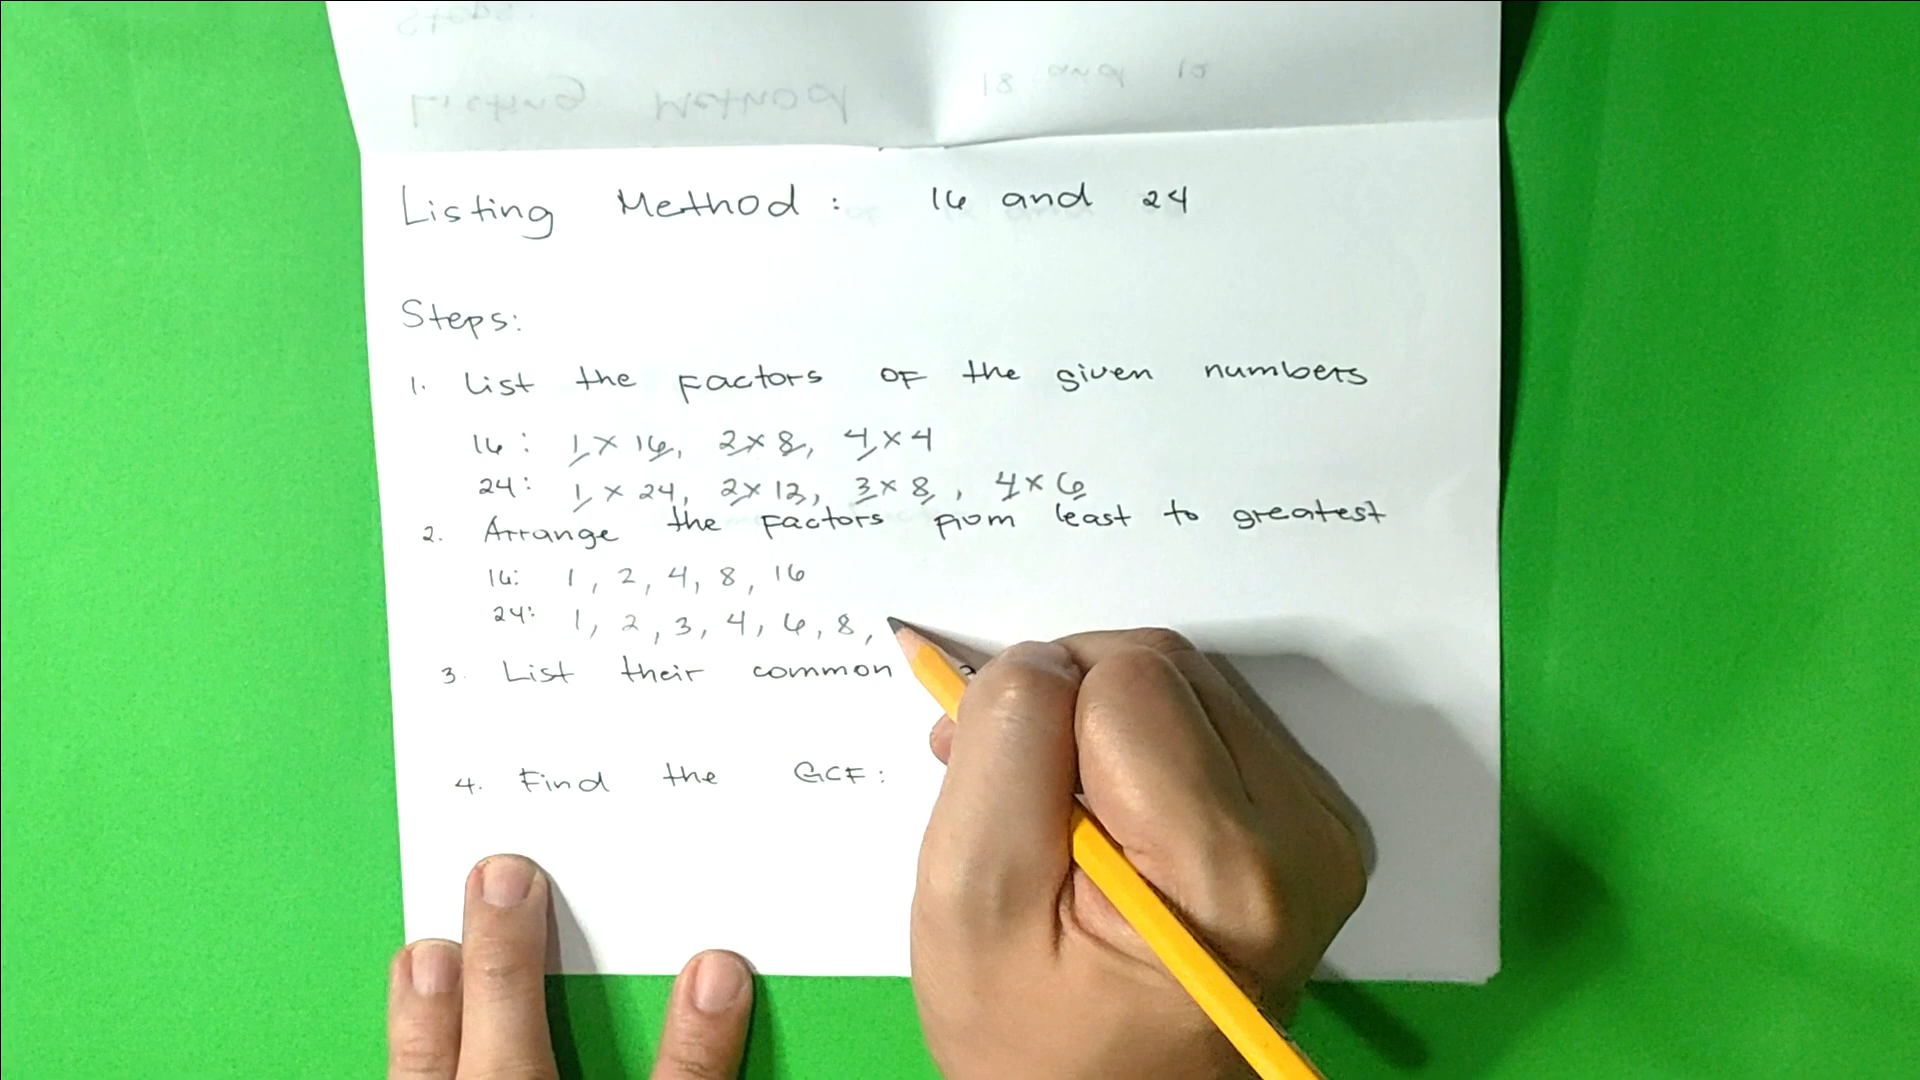 Listing Method : 16 and 24
Steps:
1. List the factors of the given numbers
16 : 1 x 16, 2 x 8, 4 x 4
24: 1 x 24, 2 x 12, 3 x 8, 4 x 6
2. Arrange the factors from least to greatest
16: 1, 2, 4, 8, 16
24: 1, 2, 3, 4, 6, 8,
3. List their common
4. Find the GCF: